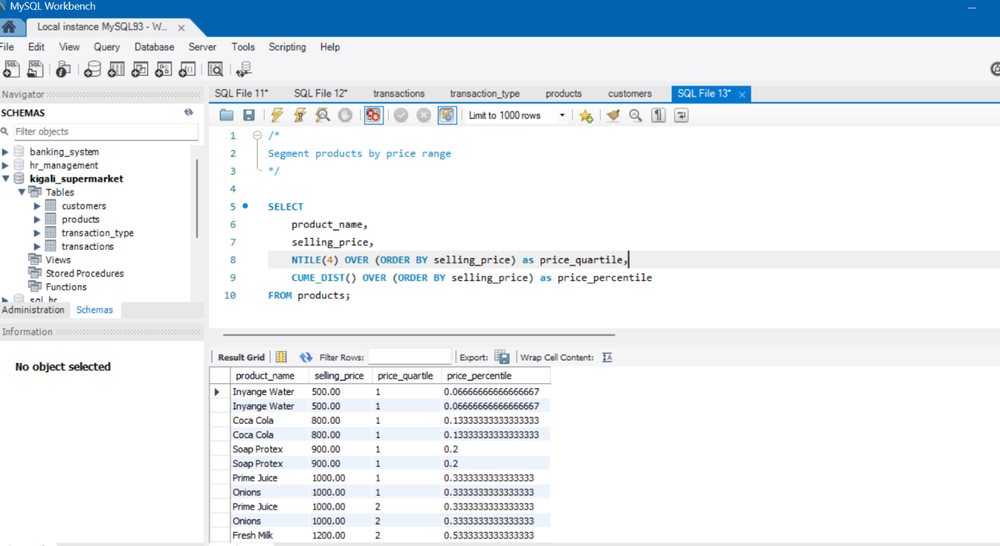 MySQL Workbench
Local instance MySQL93 - W... ×
File Edit View Query Database Server Tools Scripting Help
Navigator
SQL File 11* SQL File 12* transactions transaction_type products customers SQL File 13* ×
SCHEMAS
Limit to 1000 rows
Filter objects
banking_system
hr_management
kigali_supermarket
Tables
customers
products
transaction_type
transactions
Views
Stored Procedures
Functions
sql_hr
Administration Schemas
Information
No object selected
1 /*
2 Segment products by price range
3 */
4
5 SELECT
6 product_name,
7 selling_price,
8 NTILE(4) OVER (ORDER BY selling_price) as price_quartile,
9 CUME_DIST() OVER (ORDER BY selling_price) as price_percentile
10 FROM products;
Result Grid Filter Rows: Export: Wrap Cell Content:
product_name selling_price price_quartile price_percentile
Inyange Water 500.00 1 0.06666666666666667
Inyange Water 500.00 1 0.06666666666666667
Coca Cola 800.00 1 0.13333333333333333
Coca Cola 800.00 1 0.13333333333333333
Soap Protex 900.00 1 0.2
Soap Protex 900.00 1 0.2
Prime Juice 1000.00 1 0.3333333333333333
Onions 1000.00 1 0.3333333333333333
Prime Juice 1000.00 2 0.3333333333333333
Onions 1000.00 2 0.3333333333333333
Fresh Milk 1200.00 2 0.5333333333333333